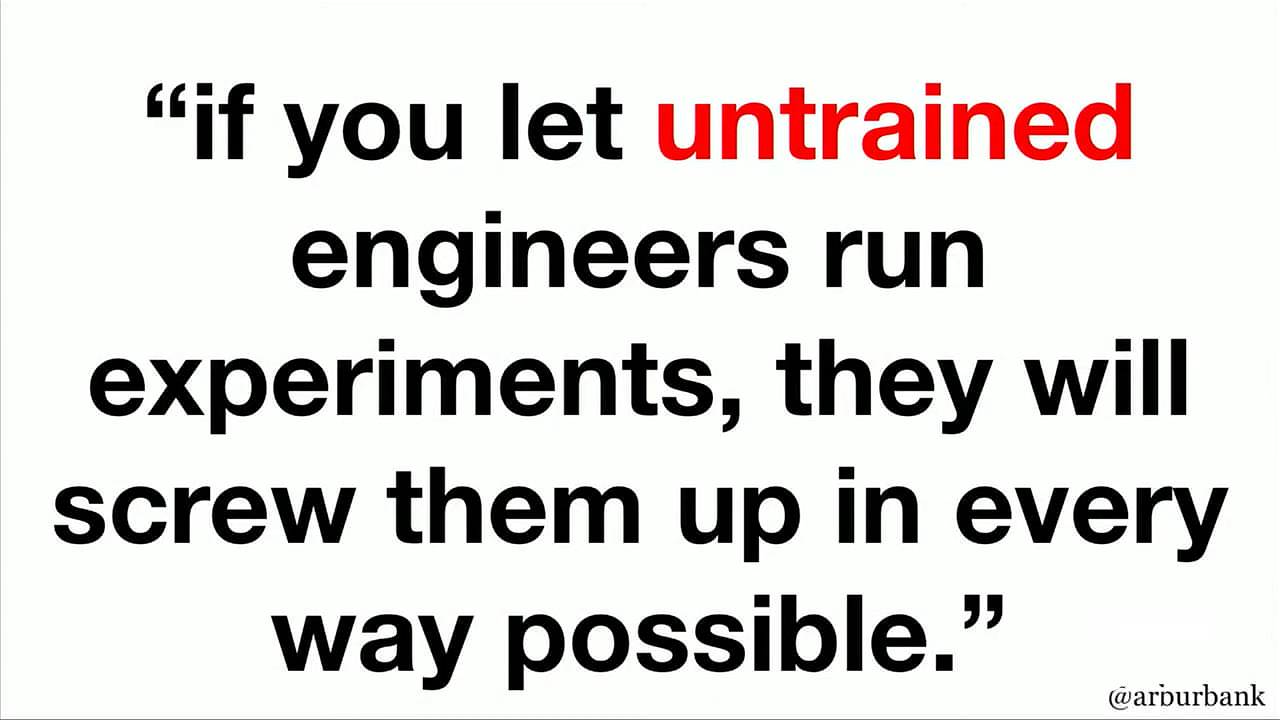 “if you let untrained
engineers run
experiments, they will
screw them up in every
way possible.”
@arburbank